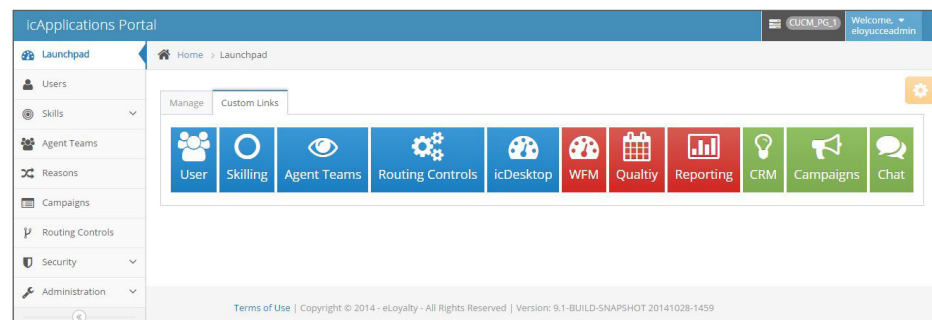 icApplications Portal
CUCM_PG_1
Welcome,
eloyucceadmin
Launchpad
Home > Launchpad
Users
Skills
Agent Teams
Reasons
Campaigns
Routing Controls
Security
Administration
Manage Custom Links
User Skilling Agent Teams Routing Controls icDesktop WFM Qualtiy Reporting CRM Campaigns Chat
Terms of Use | Copyright © 2014 - eLoyalty - All Rights Reserved | Version: 9.1-BUILD-SNAPSHOT 20141028-1459